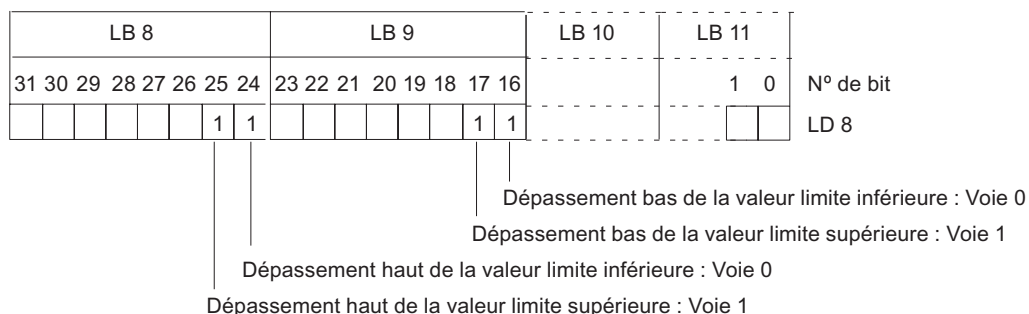 LB 8 LB 9 LB 10 LB 11
31 30 29 28 27 26 25 24 23 22 21 20 19 18 17 16 1 0 Nº de bit
1 1 1 1 LD 8
Dépassement bas de la valeur limite inférieure : Voie 0
Dépassement bas de la valeur limite supérieure : Voie 1
Dépassement haut de la valeur limite inférieure : Voie 0
Dépassement haut de la valeur limite supérieure : Voie 1